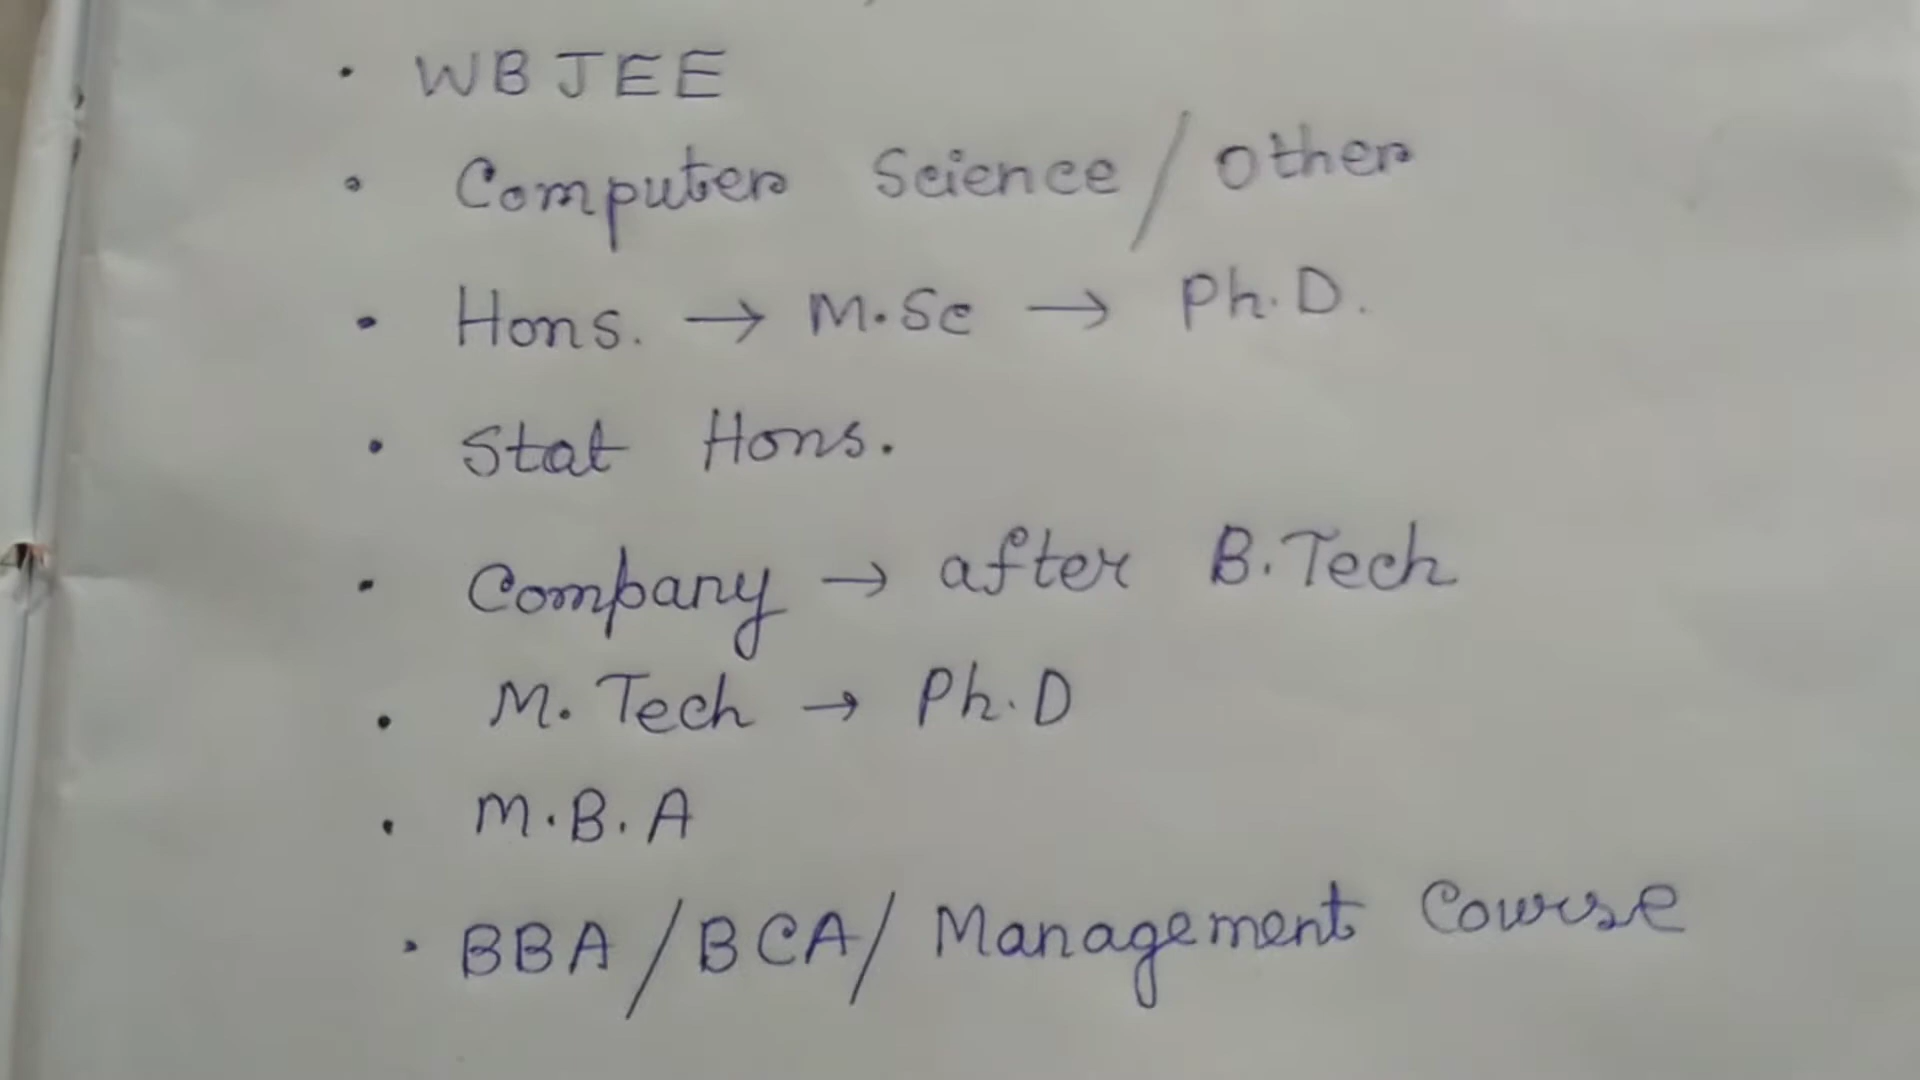 • WBJEE
• Computer Science / Other
• Hons. → M.Sc → Ph.D.
• Stat Hons.
• Company → after B.Tech
• M.Tech → Ph.D
• M.B.A
• BBA / BCA / Management Course